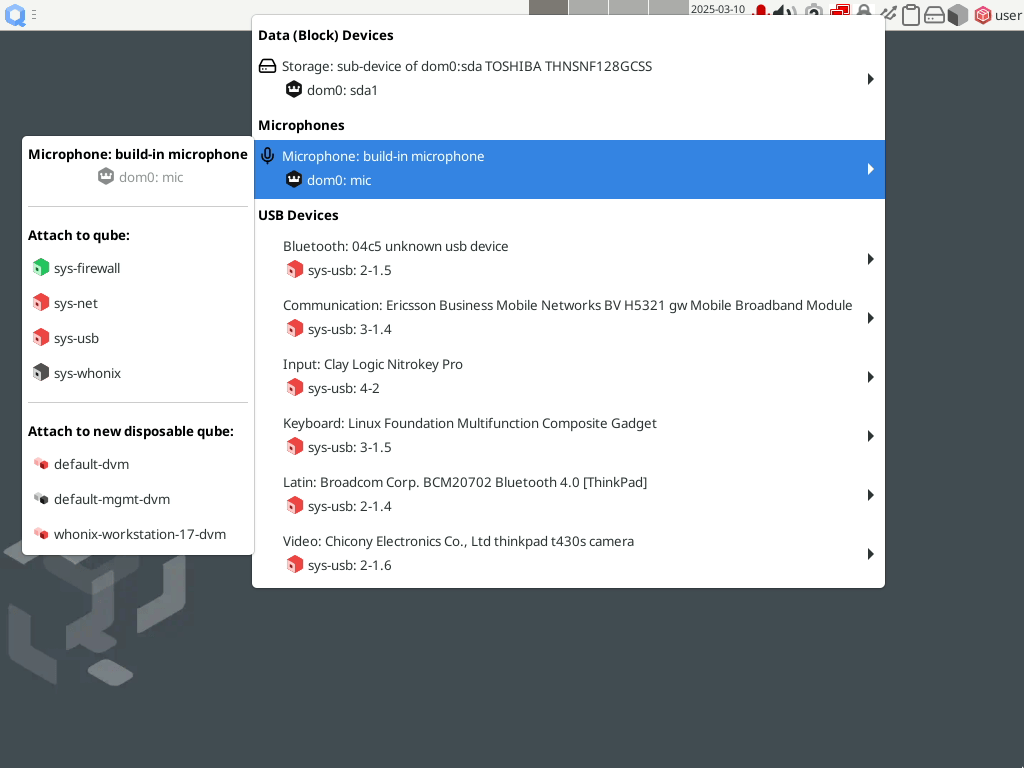 2025-03-10
user
Data (Block) Devices
Storage: sub-device of dom0:sda TOSHIBA THNSNF128GCSS
dom0: sda1
Microphones
Microphone: build-in microphone
dom0: mic
USB Devices
Bluetooth: 04c5 unknown usb device
sys-usb: 2-1.5
Communication: Ericsson Business Mobile Networks BV H5321 gw Mobile Broadband Module
sys-usb: 3-1.4
Input: Clay Logic Nitrokey Pro
sys-usb: 4-2
Keyboard: Linux Foundation Multifunction Composite Gadget
sys-usb: 3-1.5
Latin: Broadcom Corp. BCM20702 Bluetooth 4.0 [ThinkPad]
sys-usb: 2-1.4
Video: Chicony Electronics Co., Ltd thinkpad t430s camera
sys-usb: 2-1.6
Microphone: build-in microphone
dom0: mic
Attach to qube:
sys-firewall
sys-net
sys-usb
sys-whonix
Attach to new disposable qube:
default-dvm
default-mgmt-dvm
whonix-workstation-17-dvm